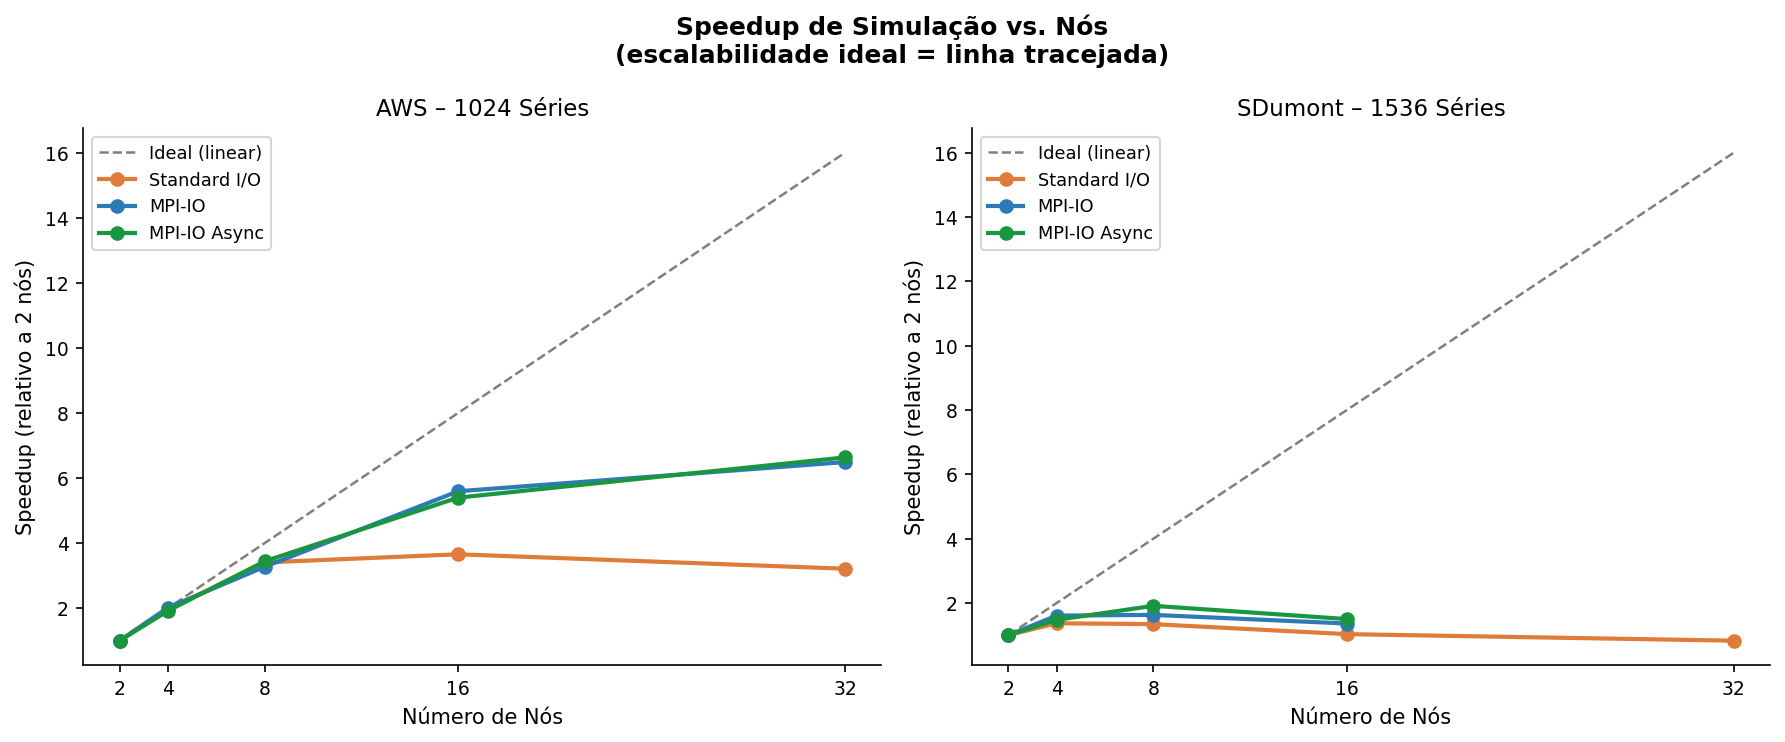 Speedup de Simulação vs. Nós
(escalabilidade ideal = linha tracejada)
AWS – 1024 Séries
Ideal (linear)
Standard I/O
MPI-IO
MPI-IO Async
Speedup (relativo a 2 nós)
16
14
12
10
8
6
4
2
2 4 8 16 32
Número de Nós
SDumont – 1536 Séries
Ideal (linear)
Standard I/O
MPI-IO
MPI-IO Async
Speedup (relativo a 2 nós)
16
14
12
10
8
6
4
2
2 4 8 16 32
Número de Nós